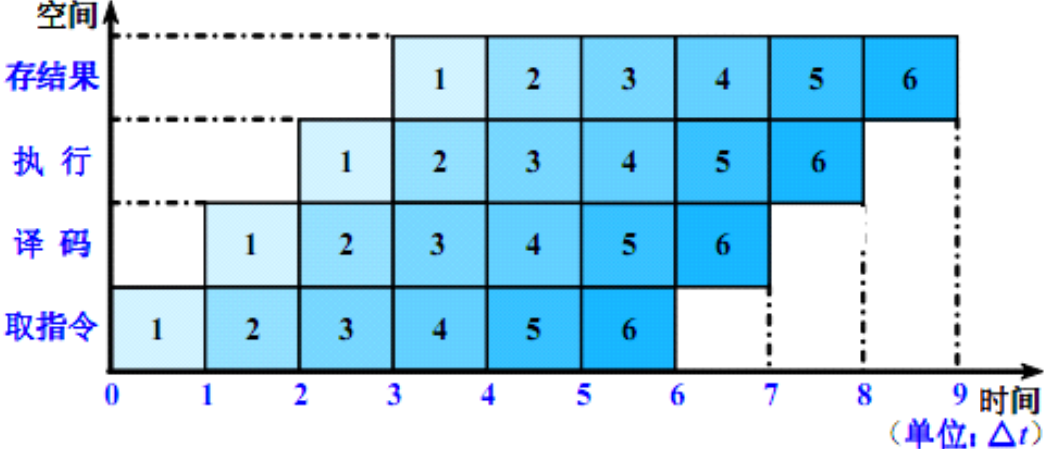 空间
存结果 1 2 3 4 5 6
执 行 1 2 3 4 5 6
译 码 1 2 3 4 5 6
取指令 1 2 3 4 5 6
0 1 2 3 4 5 6 7 8 9 时间
（单位：△t）